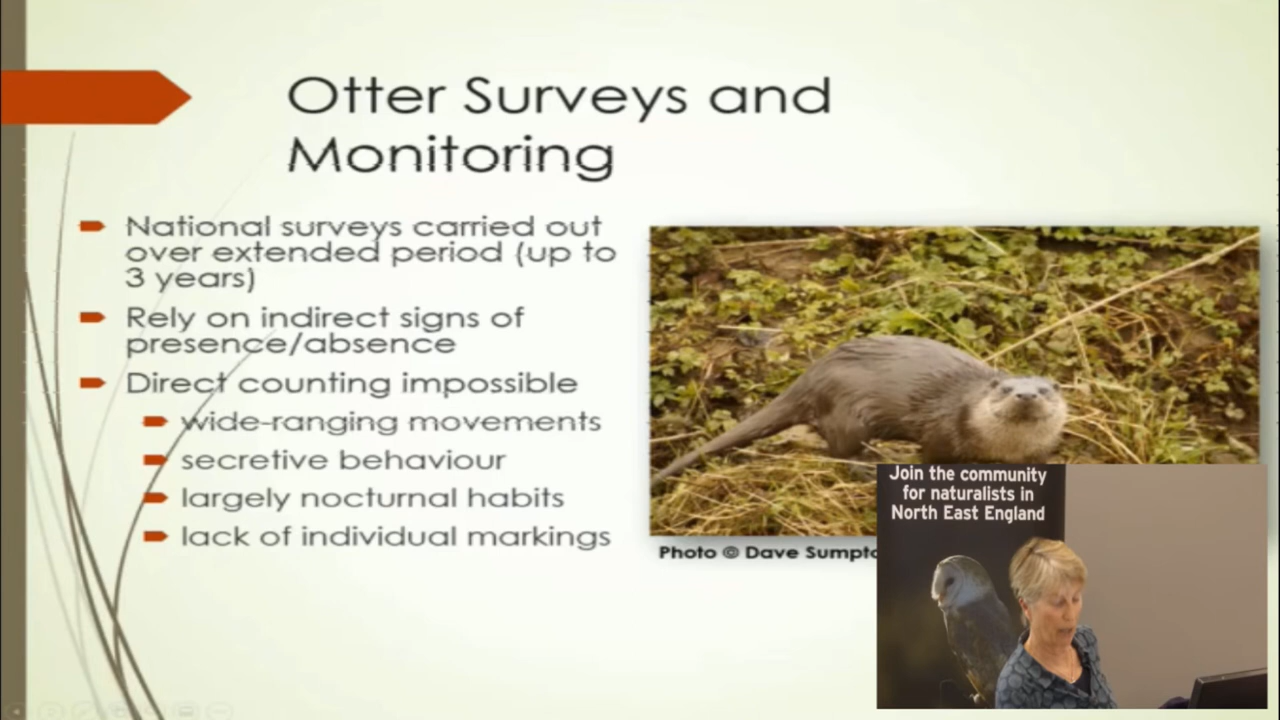 Otter Surveys and
Monitoring
National surveys carried out
over extended period (up to
3 years)
Rely on indirect signs of
presence/absence
Direct counting impossible
wide-ranging movements
secretive behaviour
largely nocturnal habits
lack of individual markings
Photo © Dave
Join the community
for naturalists in
North East England